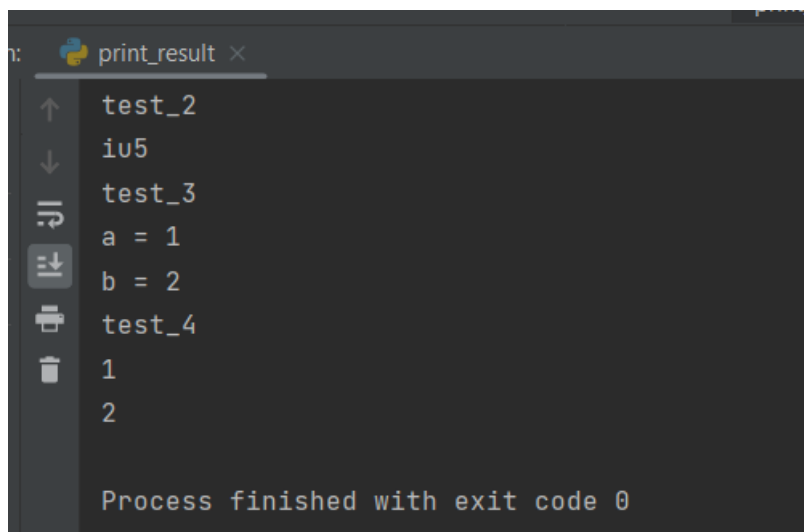 print_result
test_2
iu5
test_3
a = 1
b = 2
test_4
1
2
Process finished with exit code 0